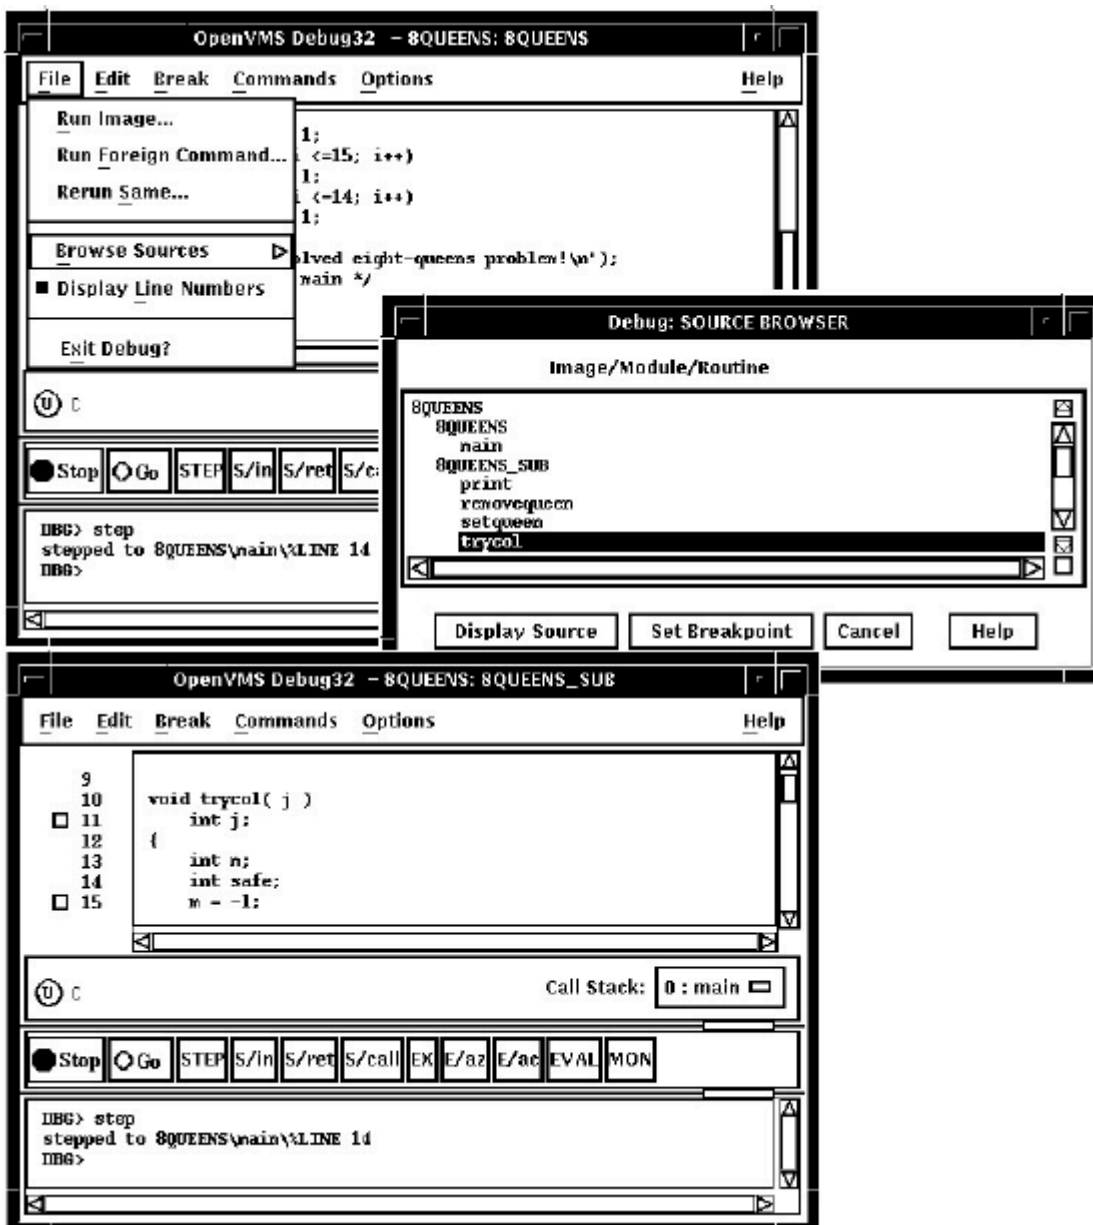 OpenVMS Debug32 - 8QUEENS: 8QUEENS
File Edit Break Commands Options Help
Run Image...
Run Foreign Command...
Rerun Same...
Browse Sources
Display Line Numbers
Exit Debug?
1;
i <=15; i++)
1;
i <-14; i++)
1;
olved eight-queens problem!\n');
main */
U C
Stop Go STEP S/in S/ret S/ca
DBG> step
stepped to 8QUEENS\main\%LINE 14
DBG>
Debug: SOURCE BROWSER
Image/Module/Routine
8QUEENS
8QUEENS
main
8QUEENS_SUB
print
removequeen
setqueen
trycol
Display Source Set Breakpoint Cancel Help
OpenVMS Debug32 - 8QUEENS: 8QUEENS_SUB
File Edit Break Commands Options Help
9
10 void trycol( j )
11 int j;
12 {
13 int m;
14 int safe;
15 m = -1;
U C Call Stack: 0 : main
Stop Go STEP S/in S/ret S/call EX E/az E/ac EVAL MON
DBG> step
stepped to 8QUEENS\main\%LINE 14
DBG>